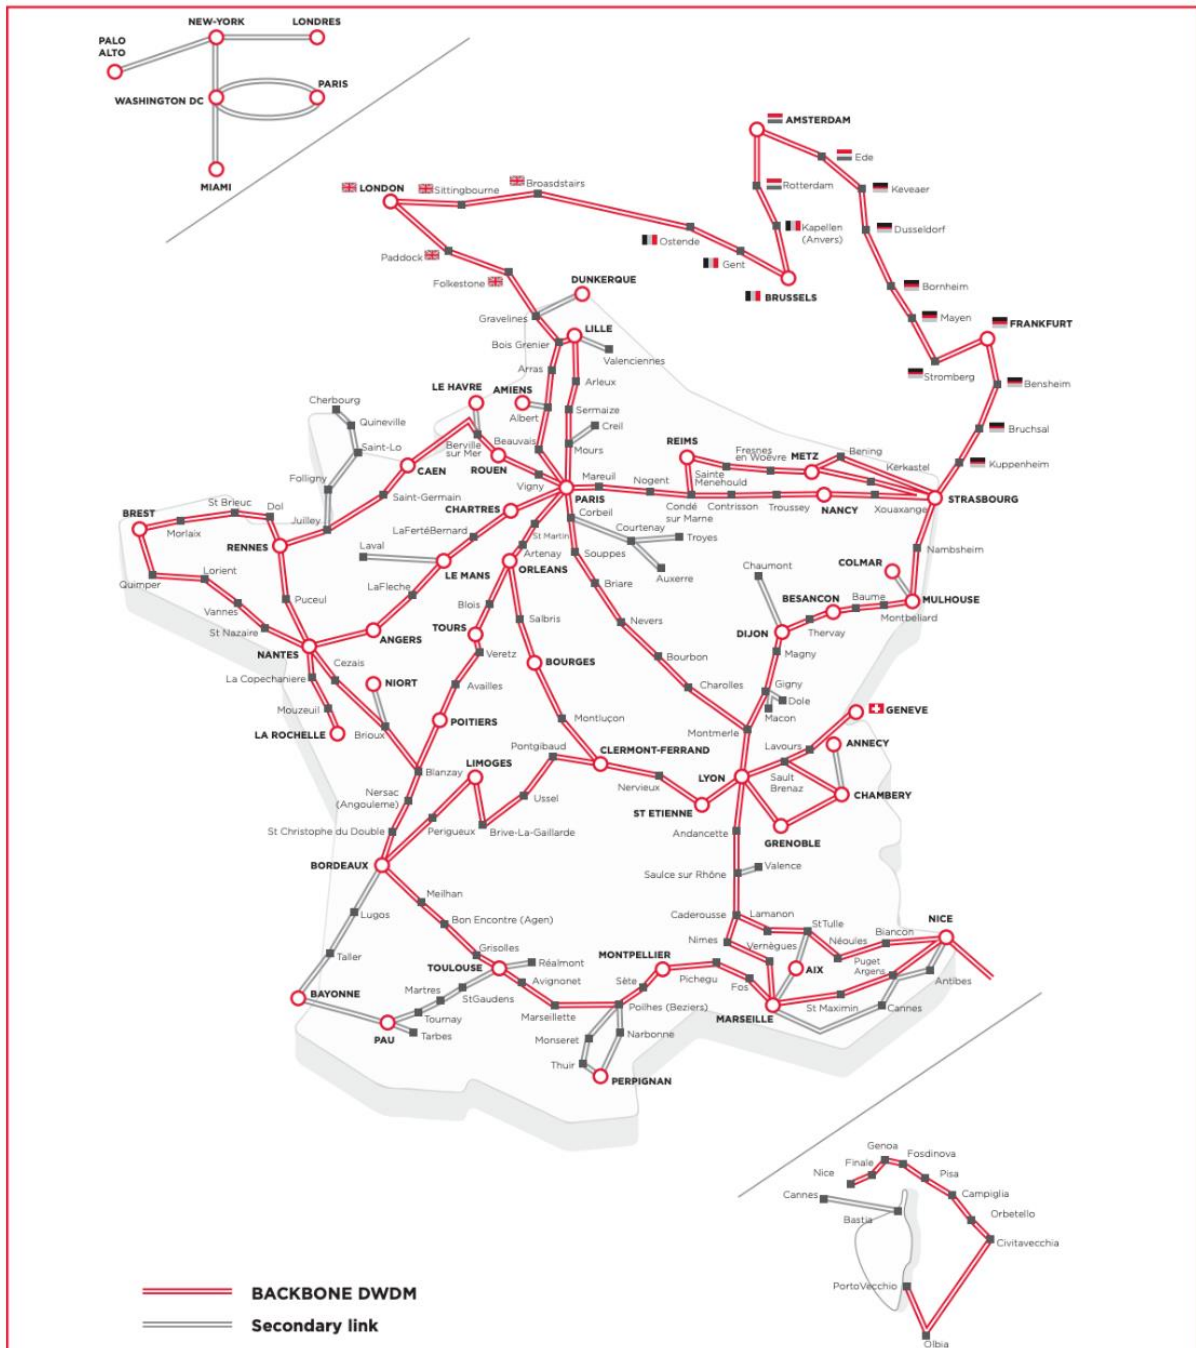 NEW-YORK
LONDRES
PALO
ALTO
WASHINGTON DC
PARIS
MIAMI
AMSTERDAM
Ede
LONDON
Sittingbourne
Broasdstairs
Rotterdam
Keveaer
Kapellen
(Anvers)
Dusseldorf
Ostende
Paddock
Gent
Folkestone
DUNKERQUE
BRUSSELS
Bornheim
Mayen
FRANKFURT
Gravelines
LILLE
Bois Grenier
Valenciennes
Stromberg
Arras
Arleux
Bensheim
LE HAVRE
AMIENS
Cherbourg
Albert
Sermaize
Quineville
Creil
Bruchsal
Saint-Lo
Berville
sur Mer
Beauvais
Mours
REIMS
Fresnes
en Woëvre
METZ
Bening
CAEN
ROUEN
Kerkastel
Kuppenheim
Folligny
Vigny
Mareuil
Nogent
Sainte
Menehould
Saint-Germain
PARIS
STRASBOURG
St Brieuc
Dol
CHARTRES
Corbeil
Condé
sur Marne
Contrisson
Troussey
NANCY
Xouaxange
BREST
Morlaix
Juilley
LaFertéBernard
St Martin
Courtenay
Troyes
RENNES
Laval
Artenay
Souppes
Nambsheim
LE MANS
ORLEANS
Auxerre
Chaumont
COLMAR
Quimper
Lorient
LaFleche
Briare
BESANCON
Baume
MULHOUSE
Vannes
Puceul
Blois
Salbris
Nevers
Montbeliard
St Nazaire
ANGERS
TOURS
DIJON
Thervay
NANTES
Cezais
Veretz
BOURGES
Bourbon
Magny
La Copechaniere
NIORT
Availles
Charolles
Gigny
Dole
Macon
Mouzeuil
Brioux
POITIERS
Montluçon
GENEVE
LA ROCHELLE
Montmerle
Pontgibaud
CLERMONT-FERRAND
Lavours
ANNECY
Blanzay
LIMOGES
Nervieux
LYON
Sault
Brenaz
Nersac
(Angouleme)
Ussel
ST ETIENNE
CHAMBERY
St Christophe du Double
Perigueux
Brive-La-Gaillarde
Andancette
GRENOBLE
BORDEAUX
Saulce sur Rhône
Valence
Meilhan
Lugos
Bon Encontre (Agen)
Caderousse
Lamanon
StTulle
NICE
Nimes
Vernègues
Néoules
Biancon
Taller
Grisolles
MONTPELLIER
TOULOUSE
Réalmont
Puget
Argens
Sète
Pichegu
Fos
AIX
Antibes
Martres
Avignonet
BAYONNE
StGaudens
Marseillette
Poilhes (Beziers)
MARSEILLE
St Maximin
Cannes
Tournay
PAU
Tarbes
Monseret
Narbonne
Thuir
PERPIGNAN
Genoa
Fosdinova
Finale
Nice
Pisa
Cannes
Campiglia
Bastia
Orbetello
Civitavecchia
PortoVecchio
Olbia
BACKBONE DWDM
Secondary link